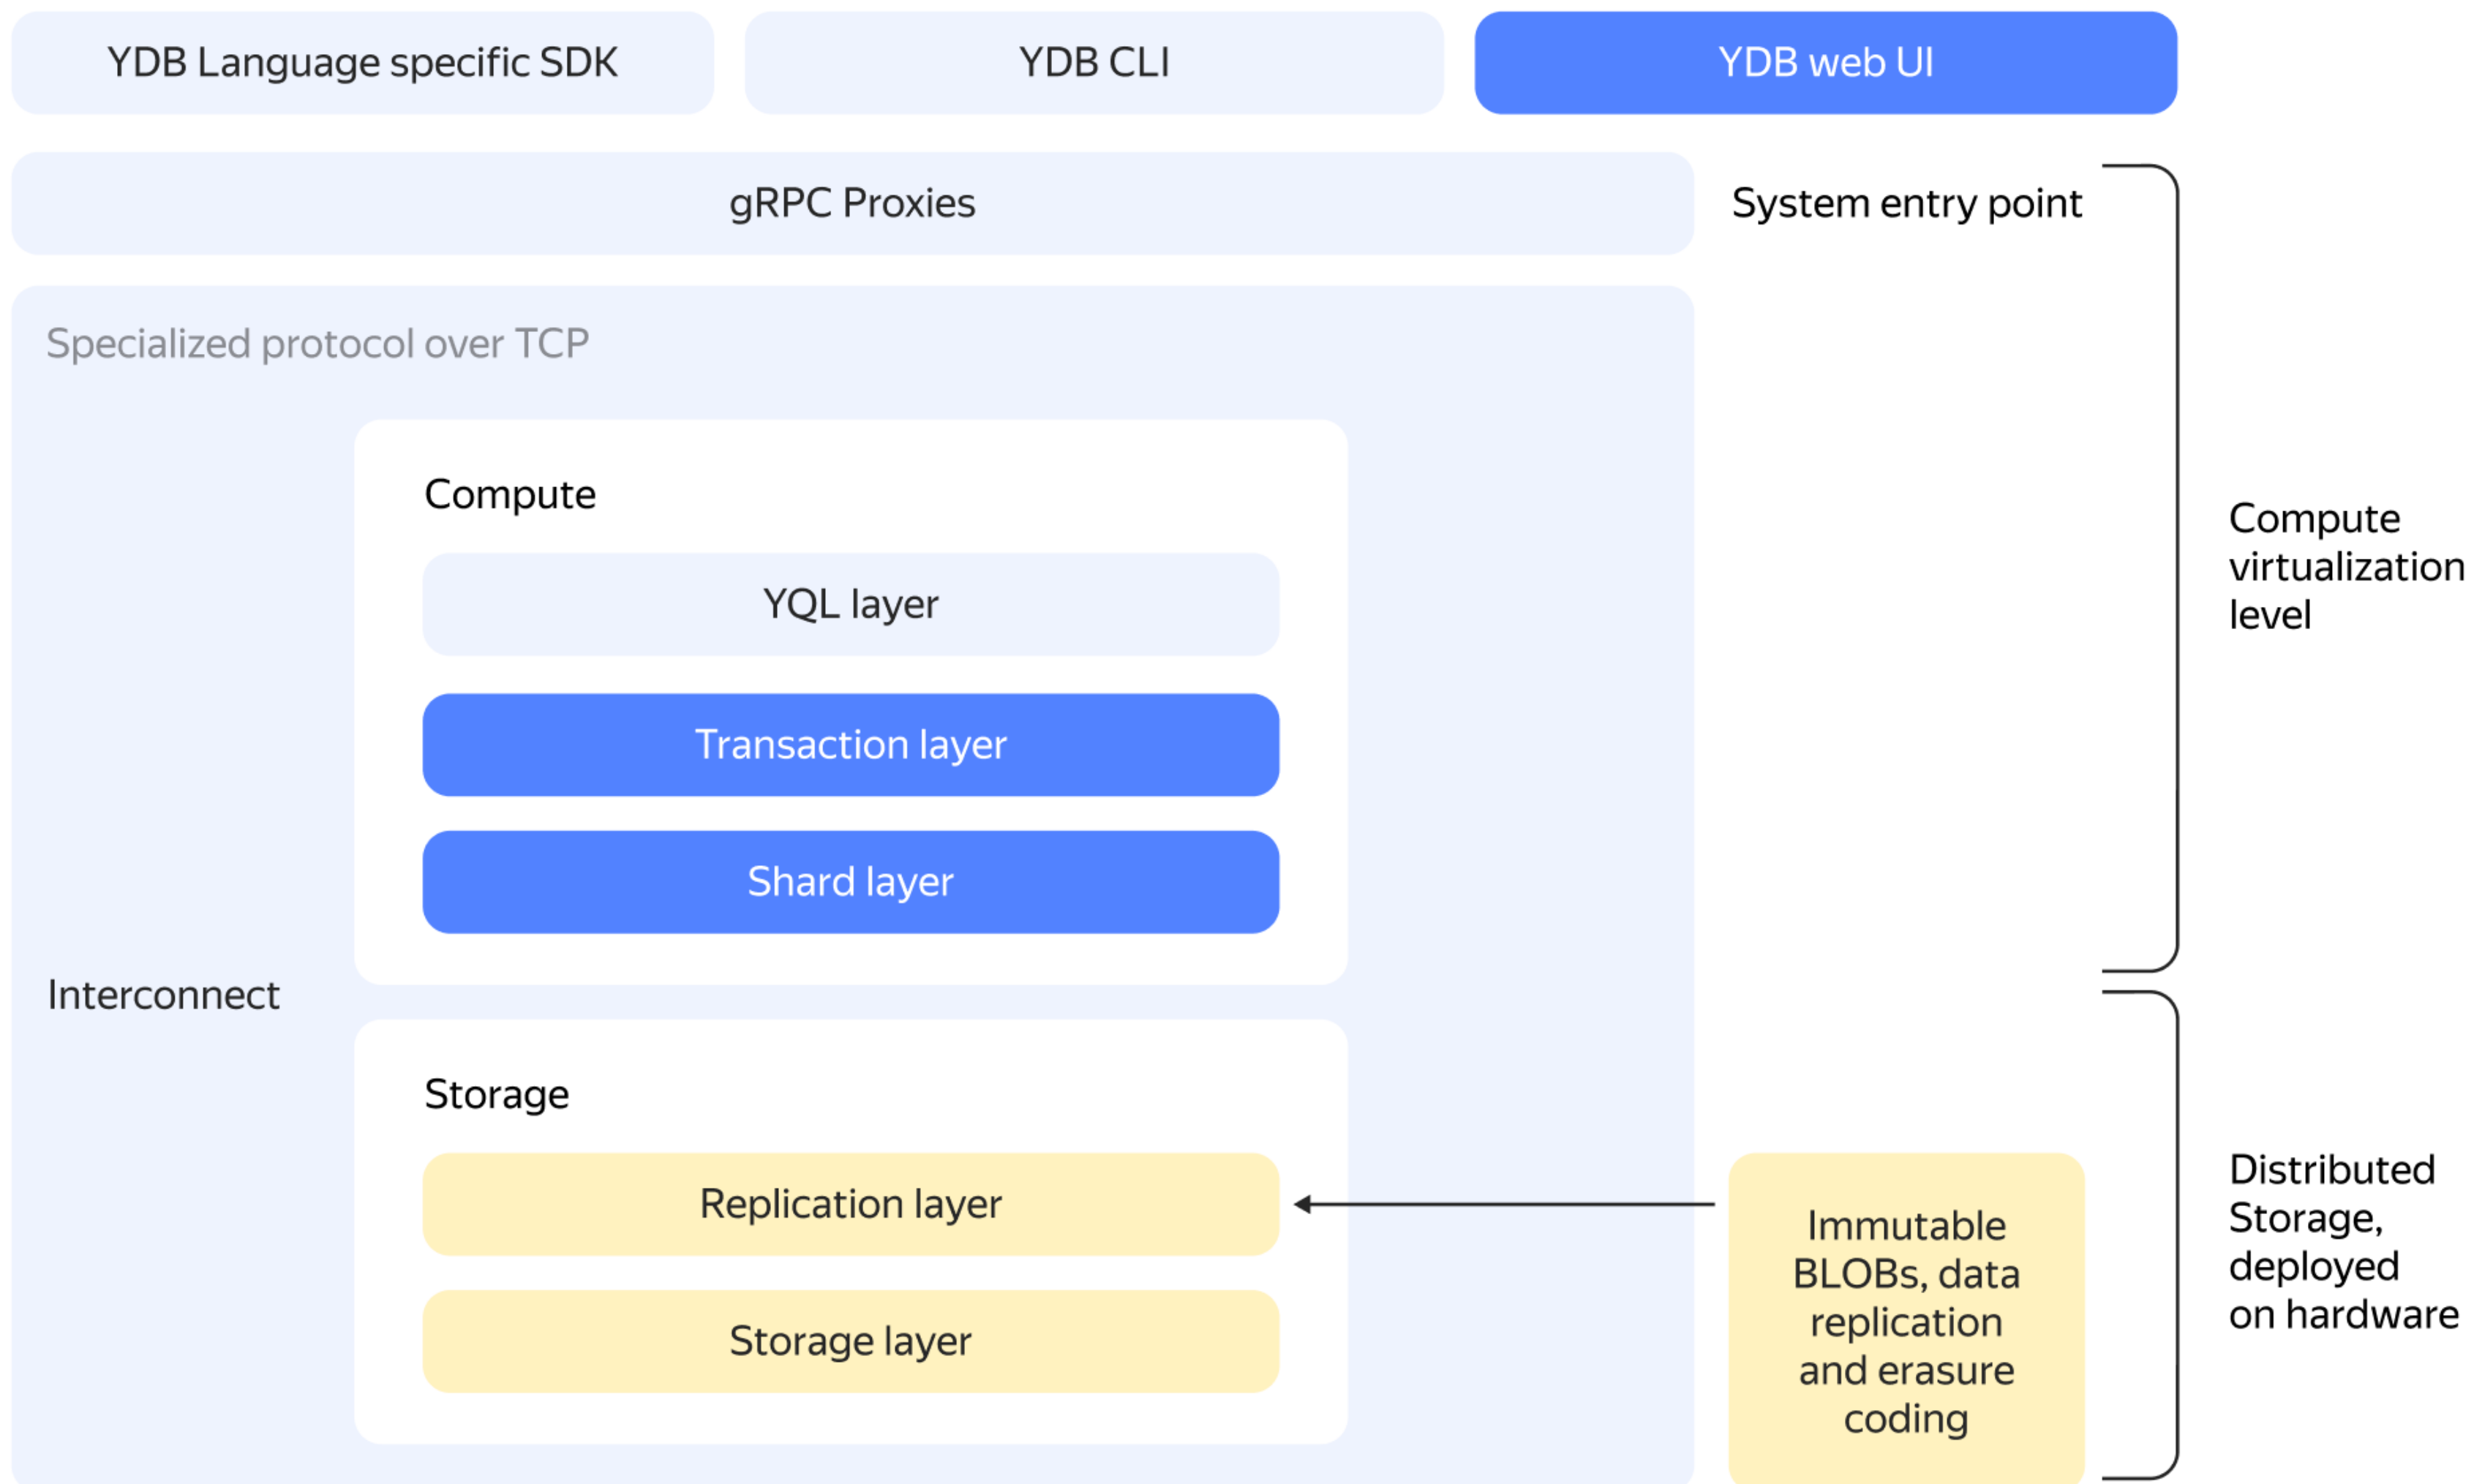 YDB Language specific SDK
YDB CLI
YDB web UI
gRPC Proxies
System entry point
Specialized protocol over TCP
Compute
YQL layer
Transaction layer
Shard layer
Compute
virtualization
level
Interconnect
Storage
Replication layer
Storage layer
Immutable
BLOBs, data
replication
and erasure
coding
Distributed
Storage,
deployed
on hardware